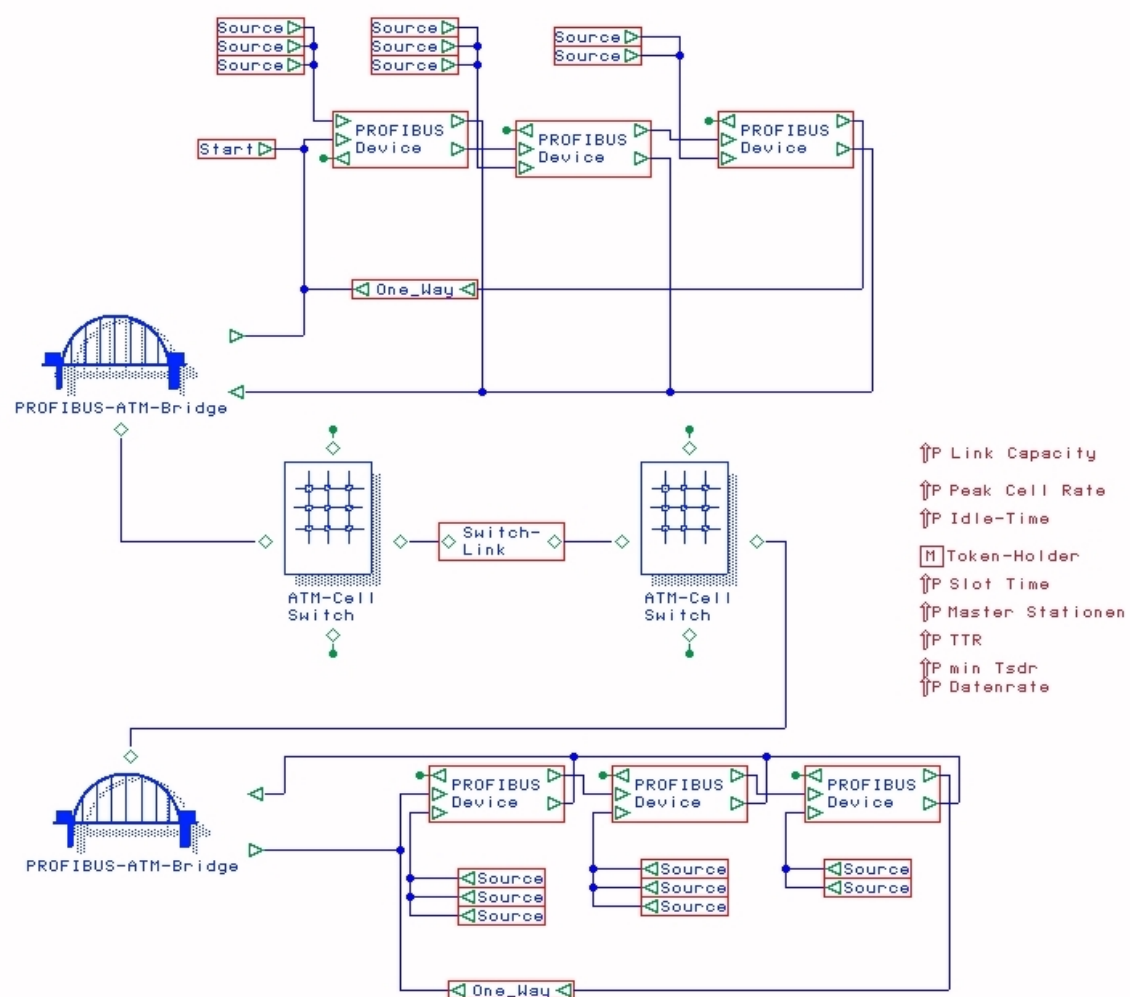 Source
Source
Source
Source
Source
Source
Source
Source
PROFIBUS
Device
PROFIBUS
Device
PROFIBUS
Device
Start
One_Way
PROFIBUS-ATM-Bridge
Link Capacity
Peak Cell Rate
Idle-Time
Token-Holder
Slot Time
Master Stationen
TTR
min Tsdr
Datenrate
P
P
P
M
P
P
P
P
P
Switch-
Link
ATM-Cell
Switch
ATM-Cell
Switch
PROFIBUS
Device
PROFIBUS
Device
PROFIBUS
Device
PROFIBUS-ATM-Bridge
Source
Source
Source
Source
Source
Source
Source
Source
One_Way